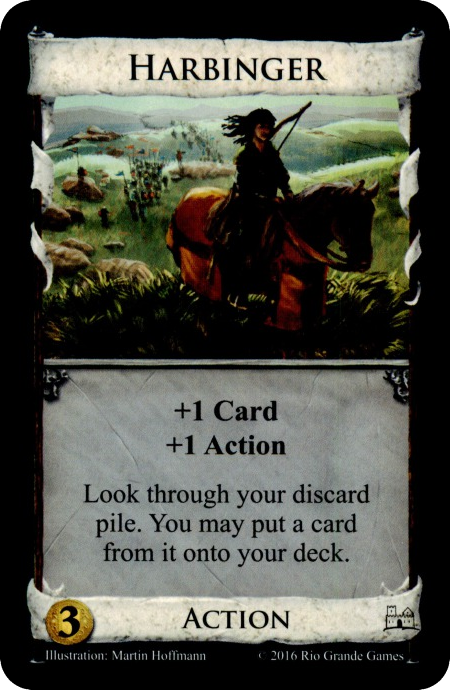 HARBINGER
+1 Card
+1 Action
Look through your discard
pile. You may put a card
from it onto your deck.
3
ACTION
Illustration: Martin Hoffmann
© 2016 Rio Grande Games